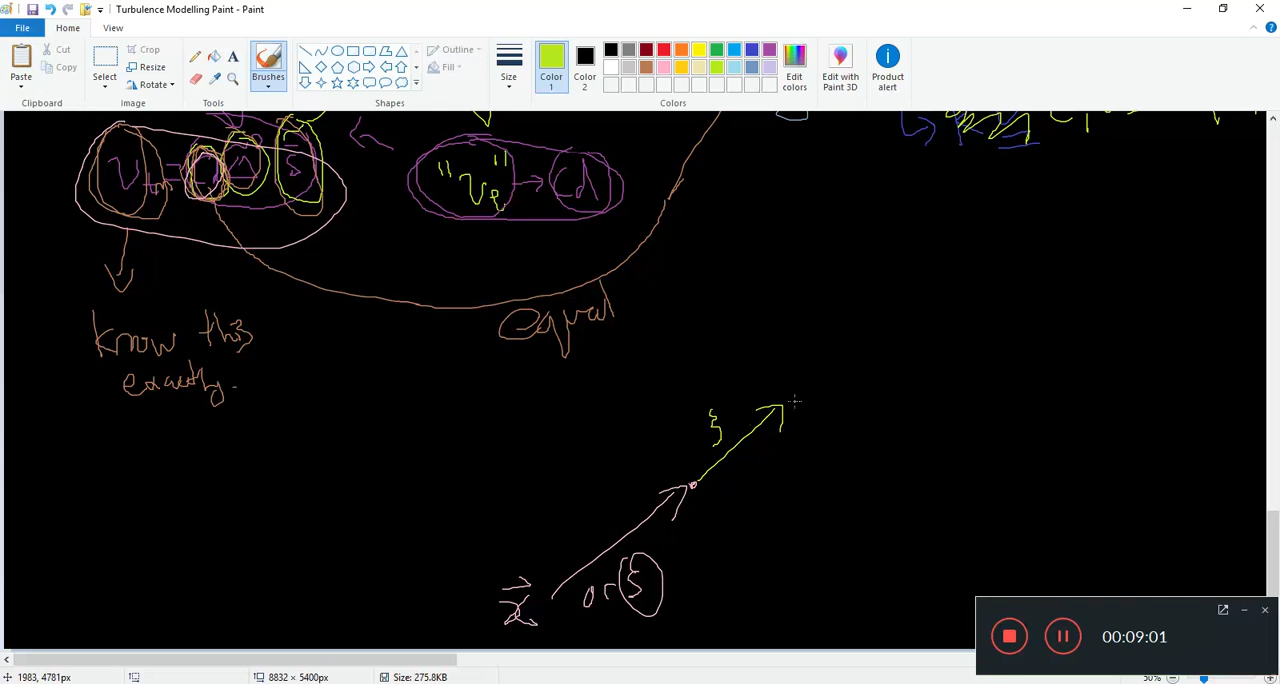 Turbulence Modelling Paint - Paint
File Home View
Paste
Cut
Copy
Clipboard
Select
Crop
Resize
Rotate
Image
A
Tools
Brushes
Shapes
Outline
Fill
Size
Color 1
Color 2
Edit colors
Colors
Edit with Paint 3D
Product alert
equal
know this
exactly.
ξ
x or S
00:09:01
1983, 4781px
8832 × 5400px
Size: 275.8KB
50%